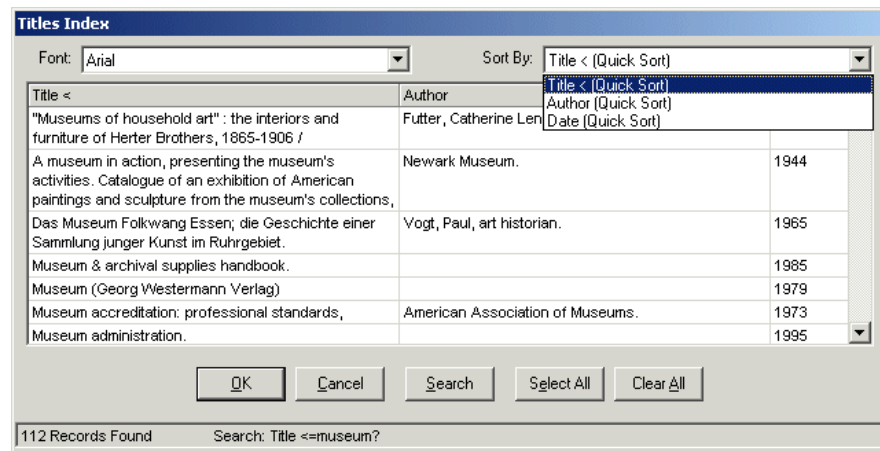 Titles Index
Font: Arial Sort By: Title < (Quick Sort)
Title < (Quick Sort)
Author (Quick Sort)
Date (Quick Sort)
Title < Author
"Museums of household art" : the interiors and
furniture of Herter Brothers, 1865-1906 /
Futter, Catherine Len
A museum in action, presenting the museum's
activities. Catalogue of an exhibition of American
paintings and sculpture from the museum's collections,
Newark Museum. 1944
Das Museum Folkwang Essen; die Geschichte einer
Sammlung junger Kunst im Ruhrgebiet.
Vogt, Paul, art historian. 1965
Museum & archival supplies handbook. 1985
Museum (Georg Westermann Verlag) 1979
Museum accreditation: professional standards, American Association of Museums. 1973
Museum administration. 1995
OK Cancel Search Select All Clear All
112 Records Found Search: Title <=museum?